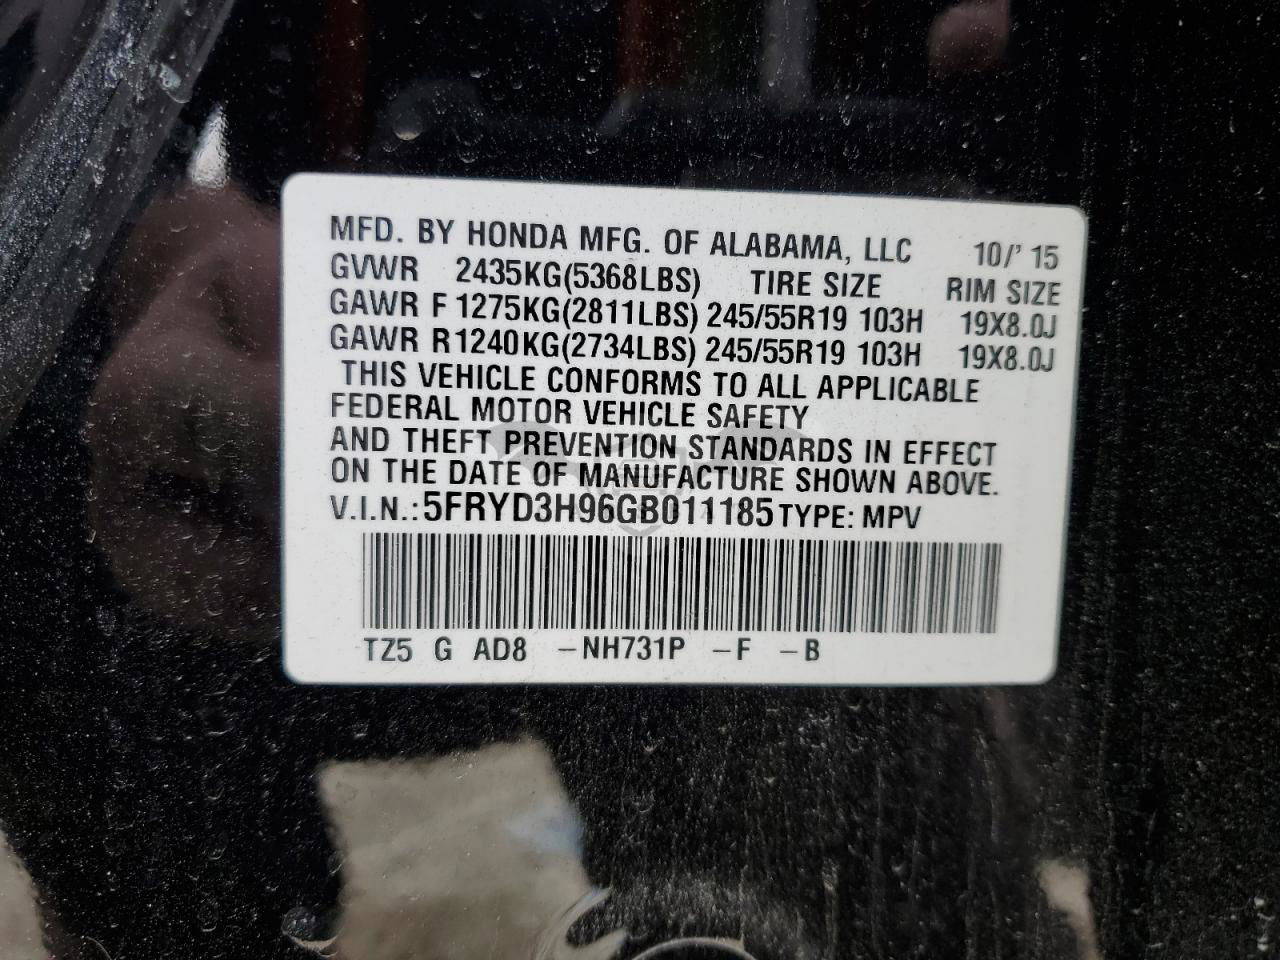 MFD. BY HONDA MFG. OF ALABAMA, LLC 10/'15
GVWR 2435KG(5368LBS) TIRE SIZE RIM SIZE
GAWR F 1275KG(2811LBS) 245/55R19 103H 19X8.0J
GAWR R1240KG(2734LBS) 245/55R19 103H 19X8.0J
THIS VEHICLE CONFORMS TO ALL APPLICABLE
FEDERAL MOTOR VEHICLE SAFETY
AND THEFT PREVENTION STANDARDS IN EFFECT
ON THE DATE OF MANUFACTURE SHOWN ABOVE.
V.I.N.:5FRYD3H96GB011185 TYPE: MPV
TZ5 G AD8 -NH731P -F -B